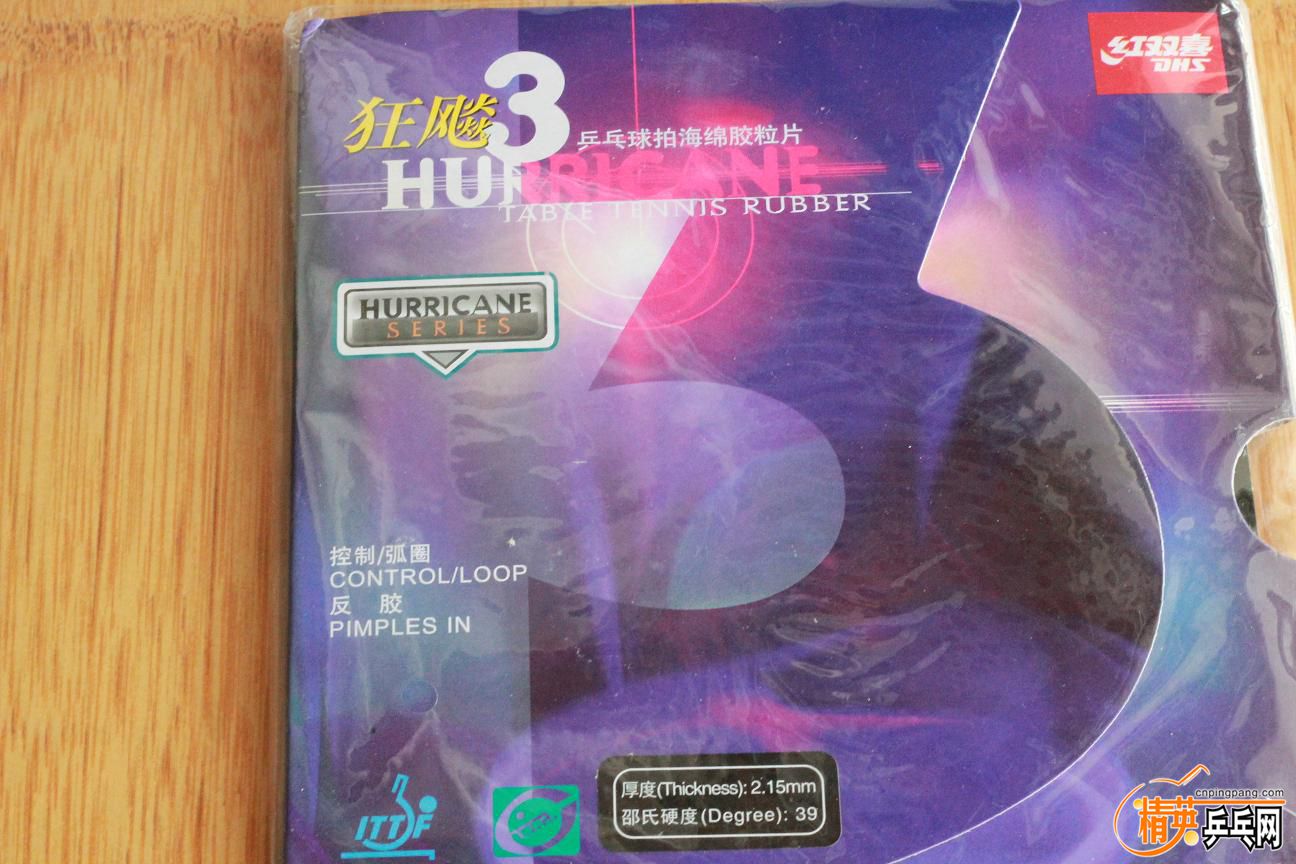 红双喜
DHS
狂飚3
乒乓球拍海绵胶粒片
HURRICANE
TABLE TENNIS RUBBER
HURRICANE
SERIES
控制/弧圈
CONTROL/LOOP
反 胶
PIMPLES IN
厚度(Thickness): 2.15mm
邵氏硬度(Degree): 39
ITTF
cnpingpang.com
精英乒乓网